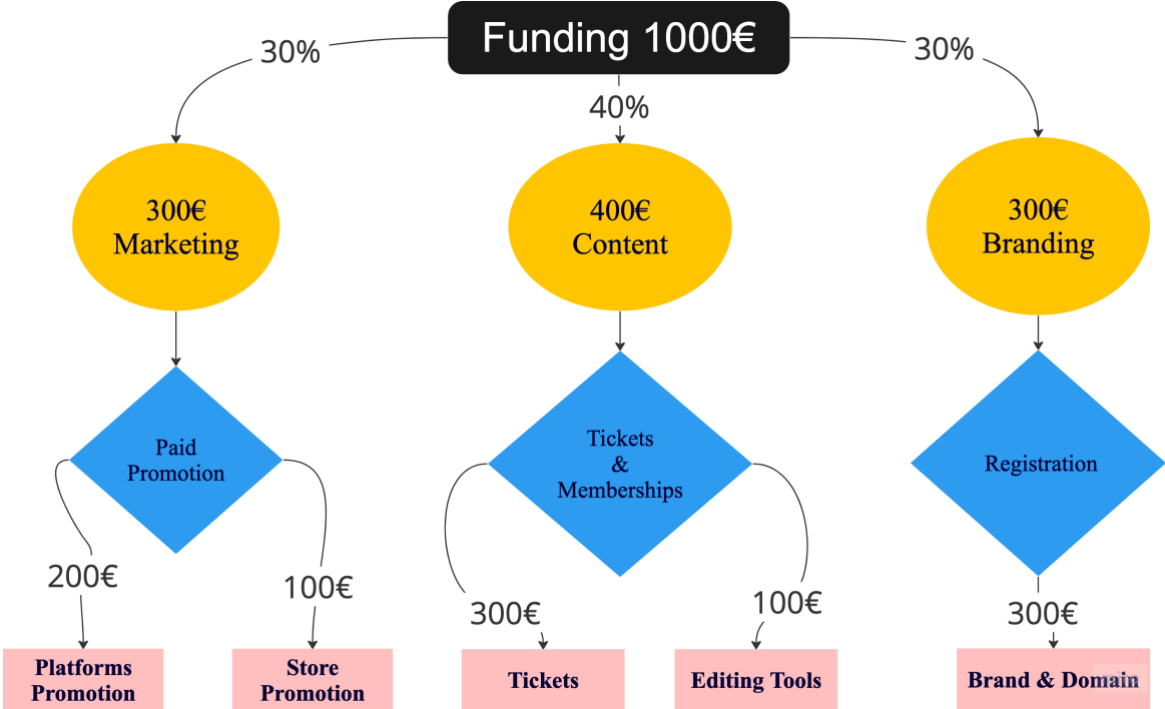 Funding 1000€
30%
40%
30%
300€
Marketing
400€
Content
300€
Branding
Paid
Promotion
Tickets
&
Memberships
Registration
200€
100€
300€
100€
300€
Platforms
Promotion
Store
Promotion
Tickets
Editing Tools
Brand & Domain